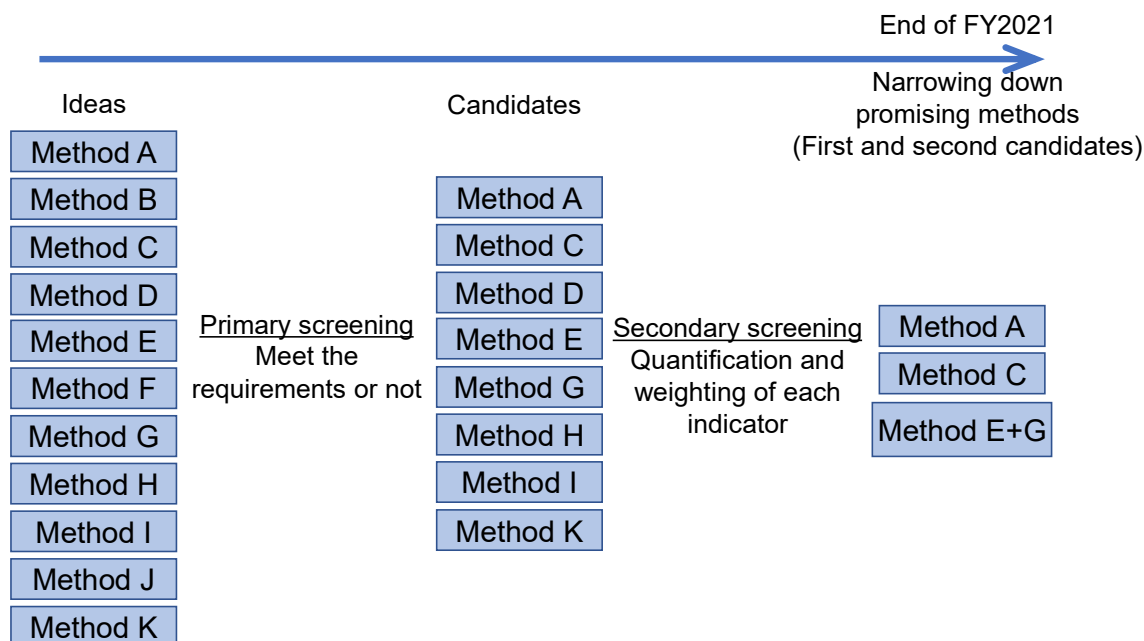 End of FY2021
Ideas
Candidates
Narrowing down
promising methods
(First and second candidates)
Method A
Method B
Method C
Method D
Method E
Method F
Method G
Method H
Method I
Method J
Method K
Primary screening
Meet the
requirements or not
Method A
Method C
Method D
Method E
Method G
Method H
Method I
Method K
Secondary screening
Quantification and
weighting of each
indicator
Method A
Method C
Method E+G